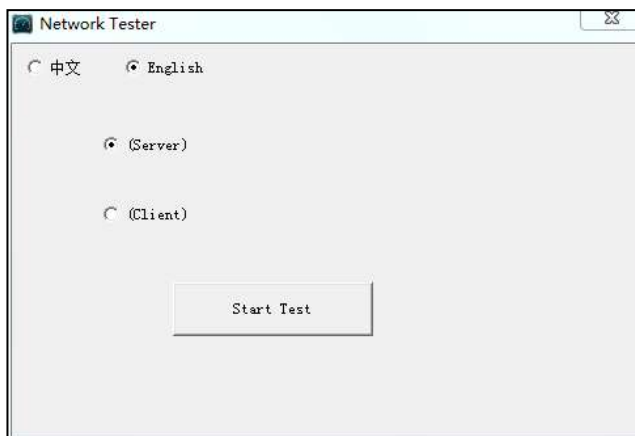 Network Tester
中文 English
(Server)
(Client)
Start Test